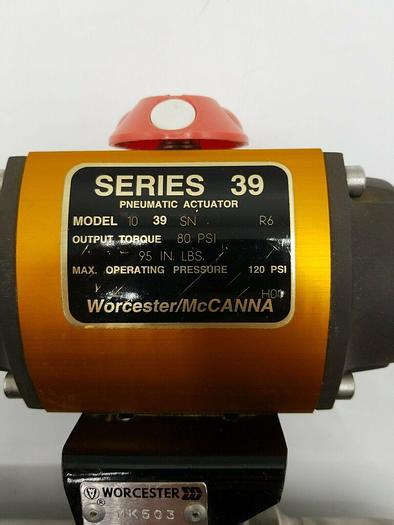 SERIES 39
PNEUMATIC ACTUATOR
MODEL 10 39 SN R6
OUTPUT TORQUE 80 PSI
95 IN. LBS.
MAX. OPERATING PRESSURE 120 PSI
Worcester/McCANNA
WORCESTER
®
MK503